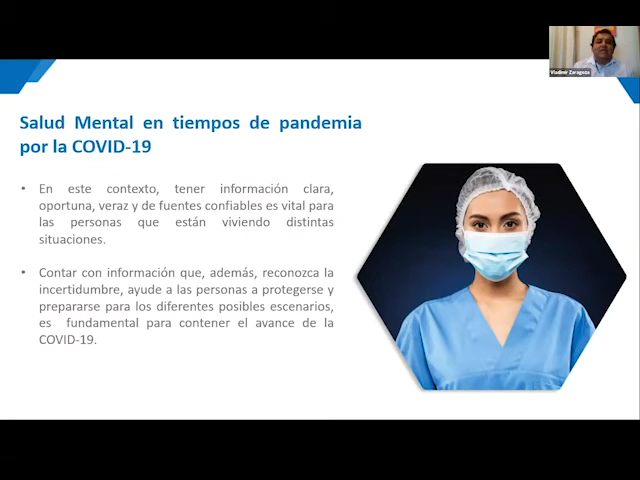 Vladimir Zaragoza
Salud Mental en tiempos de pandemia
por la COVID-19
• En este contexto, tener información clara,
oportuna, veraz y de fuentes confiables es vital para
las personas que están viviendo distintas
situaciones.
• Contar con información que, además, reconozca la
incertidumbre, ayude a las personas a protegerse y
prepararse para los diferentes posibles escenarios,
es fundamental para contener el avance de la
COVID-19.